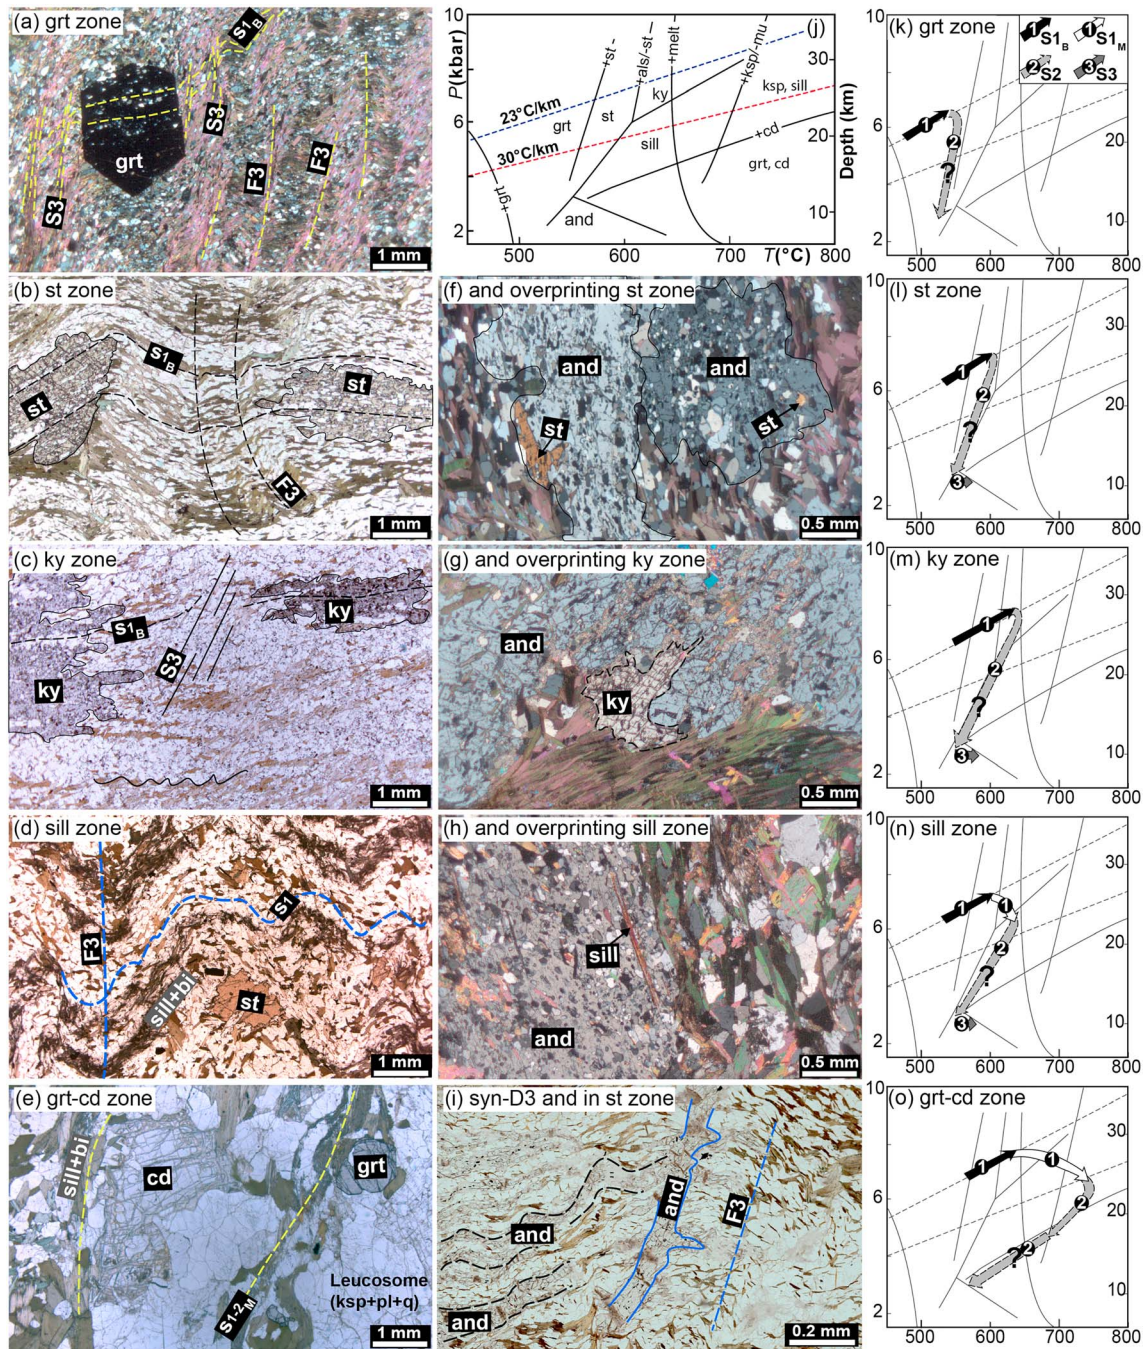 (a) grt zone
S1B
S3
grt
F3
F3
S3
1 mm
(b) st zone
S1B
st
st
F3
1 mm
(c) ky zone
S1B
ky
S3
ky
1 mm
(d) sill zone
S1
F3
sill+bi
st
1 mm
(e) grt-cd zone
sill+bi
cd
grt
S1-2M
Leucosome
(ksp+pl+q)
1 mm
(j)
10
P(kbar)
6
2
+st -
+als/-st -
+melt
+ksp/-mu
23°C/km
30°C/km
grt
st
ky
sill
ksp, sill
+cd
grt, cd
and
+grt
30
20
10
Depth (km)
500
600
700
T(°C)
800
(f) and overprinting st zone
and
and
st
st
0.5 mm
(g) and overprinting ky zone
and
ky
0.5 mm
(h) and overprinting sill zone
sill
and
0.5 mm
(i) syn-D3 and in st zone
and
and
and
F3
0.2 mm
(k) grt zone
1 S1B
1 S1M
2 S2
3 S3
10
6
2
1
2
?
20
10
500
600
700
800
(l) st zone
10
6
2
1
2
?
3
30
20
10
500
600
700
800
(m) ky zone
10
6
2
1
2
?
3
30
20
10
500
600
700
800
(n) sill zone
10
6
2
1
1
2
?
3
30
20
10
500
600
700
800
(o) grt-cd zone
10
6
2
1
1
2
?
2
30
20
10
500
600
700
800